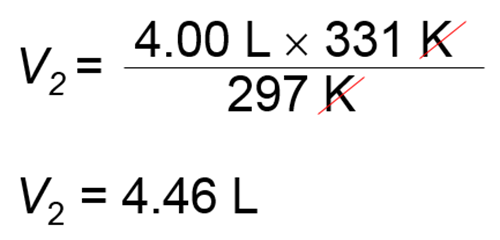 V₂ = 4.00 L × 331 K
297 K
V₂ = 4.46 L